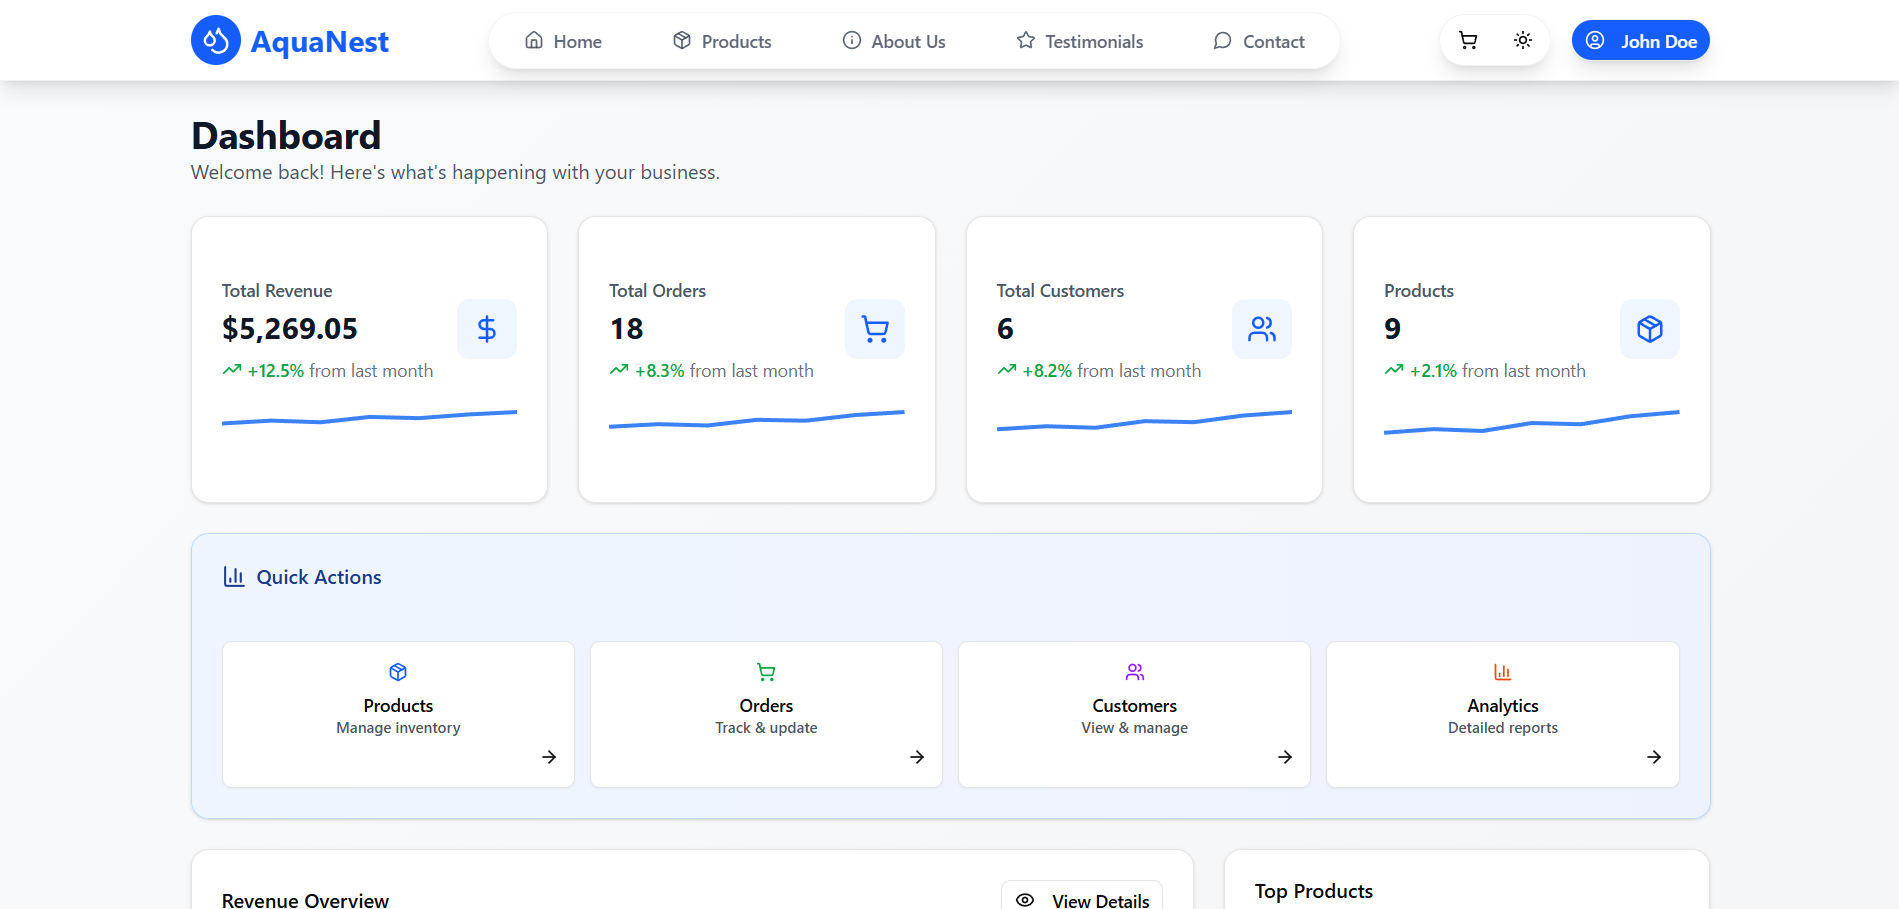 AquaNest
Home
Products
About Us
Testimonials
Contact
John Doe
Dashboard
Welcome back! Here's what's happening with your business.
Total Revenue
$5,269.05
+12.5% from last month
Total Orders
18
+8.3% from last month
Total Customers
6
+8.2% from last month
Products
9
+2.1% from last month
Quick Actions
Products
Manage inventory
Orders
Track & update
Customers
View & manage
Analytics
Detailed reports
Revenue Overview
View Details
Top Products